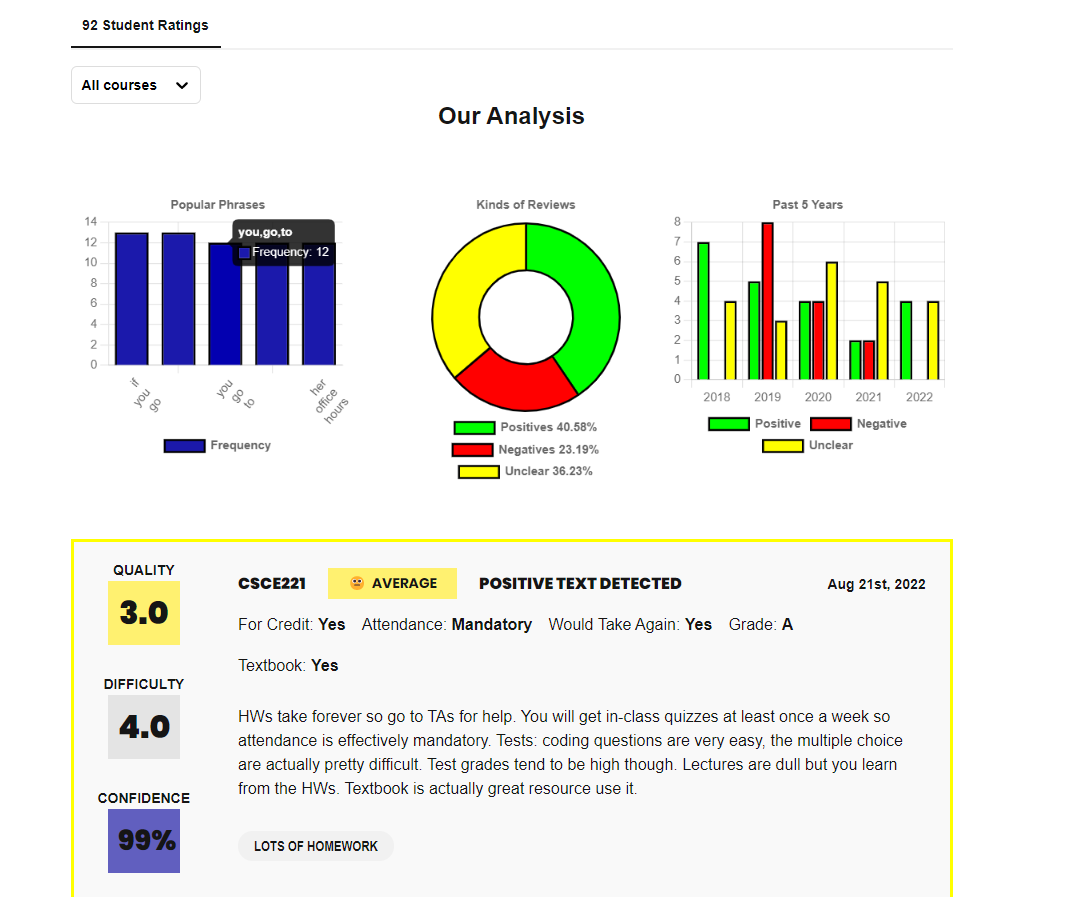 92 Student Ratings
All courses
Our Analysis
Popular Phrases
14
12
10
8
6
4
2
0
you,go,to
Frequency: 12
if
you
go
you
go
to
her
office
hours
Frequency
Kinds of Reviews
Positives 40.58%
Negatives 23.19%
Unclear 36.23%
Past 5 Years
8
7
6
5
4
3
2
1
0
2018 2019 2020 2021 2022
Positive Negative
Unclear
QUALITY
3.0
DIFFICULTY
4.0
CONFIDENCE
99%
CSCE221 AVERAGE POSITIVE TEXT DETECTED Aug 21st, 2022
For Credit: Yes Attendance: Mandatory Would Take Again: Yes Grade: A
Textbook: Yes
HWs take forever so go to TAs for help. You will get in-class quizzes at least once a week so
attendance is effectively mandatory. Tests: coding questions are very easy, the multiple choice
are actually pretty difficult. Test grades tend to be high though. Lectures are dull but you learn
from the HWs. Textbook is actually great resource use it.
LOTS OF HOMEWORK